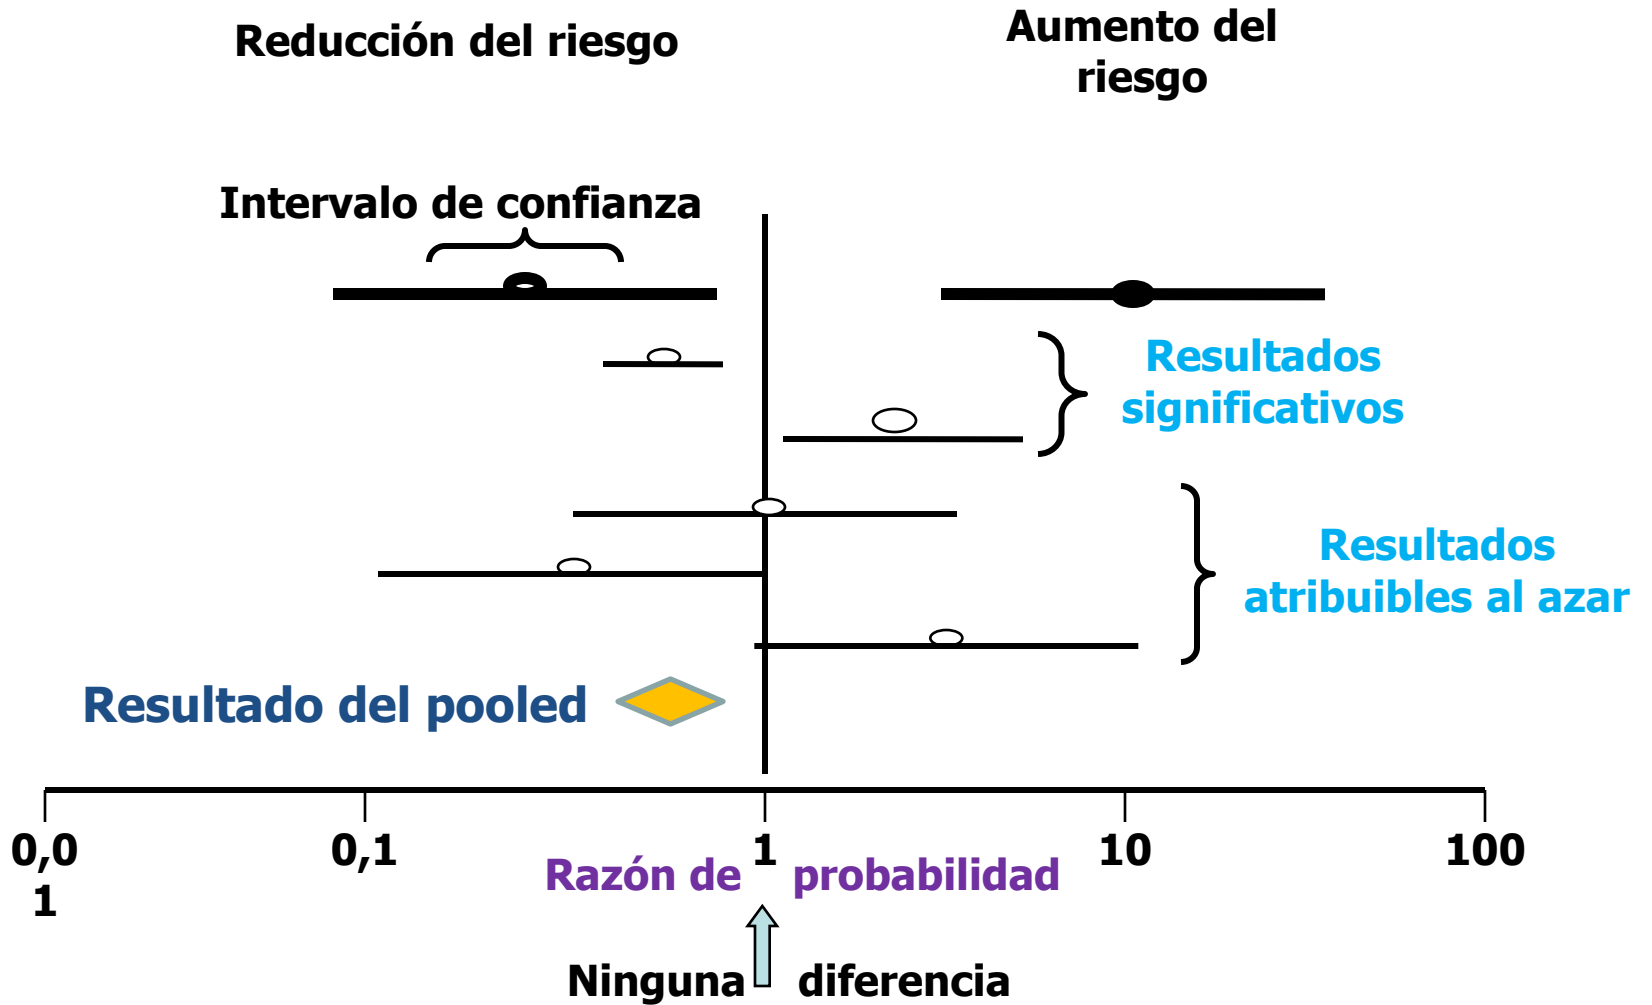 Reducción del riesgo
Aumento del
riesgo
Intervalo de confianza
Resultados
significativos
Resultados
atribuibles al azar
Resultado del pooled
0,0
1
0,1
1
10
100
Razón de probabilidad
Ninguna diferencia